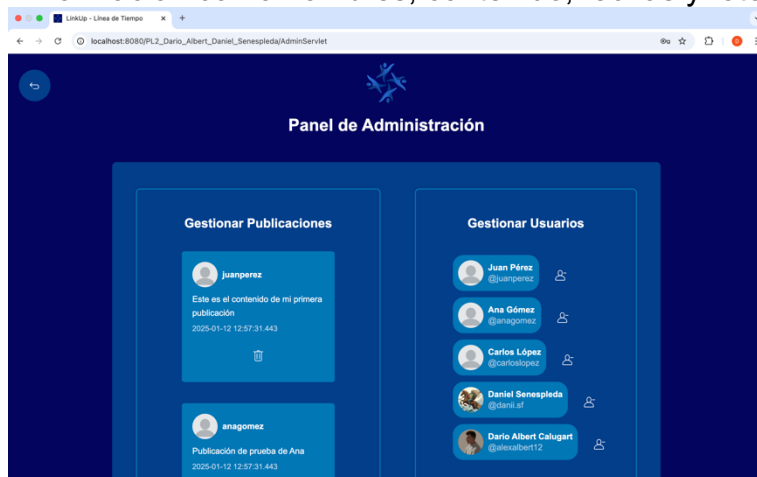 LinkUp - Línea de Tiempo
localhost:8080/PL2_Dario_Albert_Daniel_Senespleda/AdminServlet
D
Panel de Administración
Gestionar Publicaciones
juanperez
Este es el contenido de mi primera
publicación
2025-01-12 12:57:31.443
anagomez
Publicación de prueba de Ana
2025-01-12 12:57:31.443
Gestionar Usuarios
Juan Pérez
@juanperez
Ana Gómez
@anagomez
Carlos López
@carloslopez
Daniel Senespleda
@danii.sf
Dario Albert Calugart
@alexalbert12